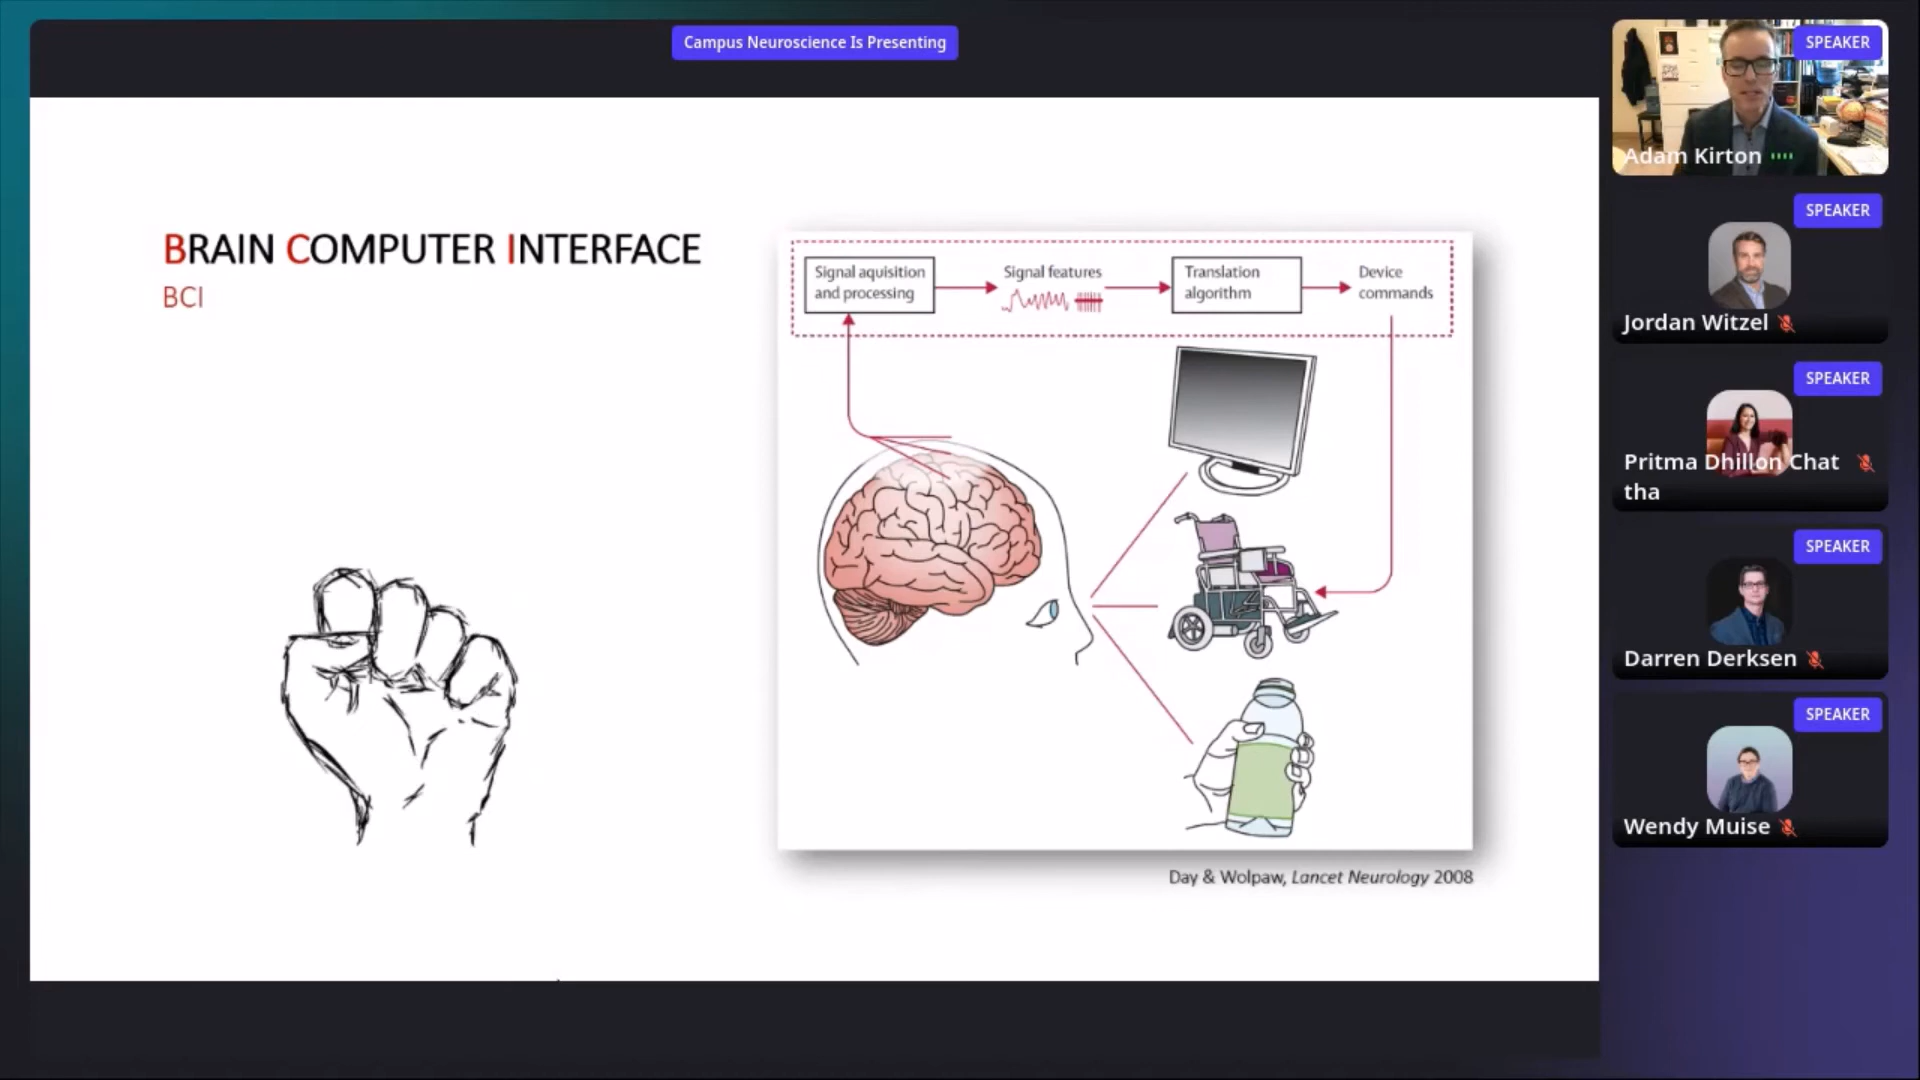 Campus Neuroscience Is Presenting
BRAIN COMPUTER INTERFACE
BCI
Signal aquisition
and processing
Signal features
Translation
algorithm
Device
commands
Day & Wolpaw, Lancet Neurology 2008
SPEAKER
Adam Kirton
SPEAKER
Jordan Witzel
SPEAKER
Pritma Dhillon Chat
tha
SPEAKER
Darren Derksen
SPEAKER
Wendy Muise